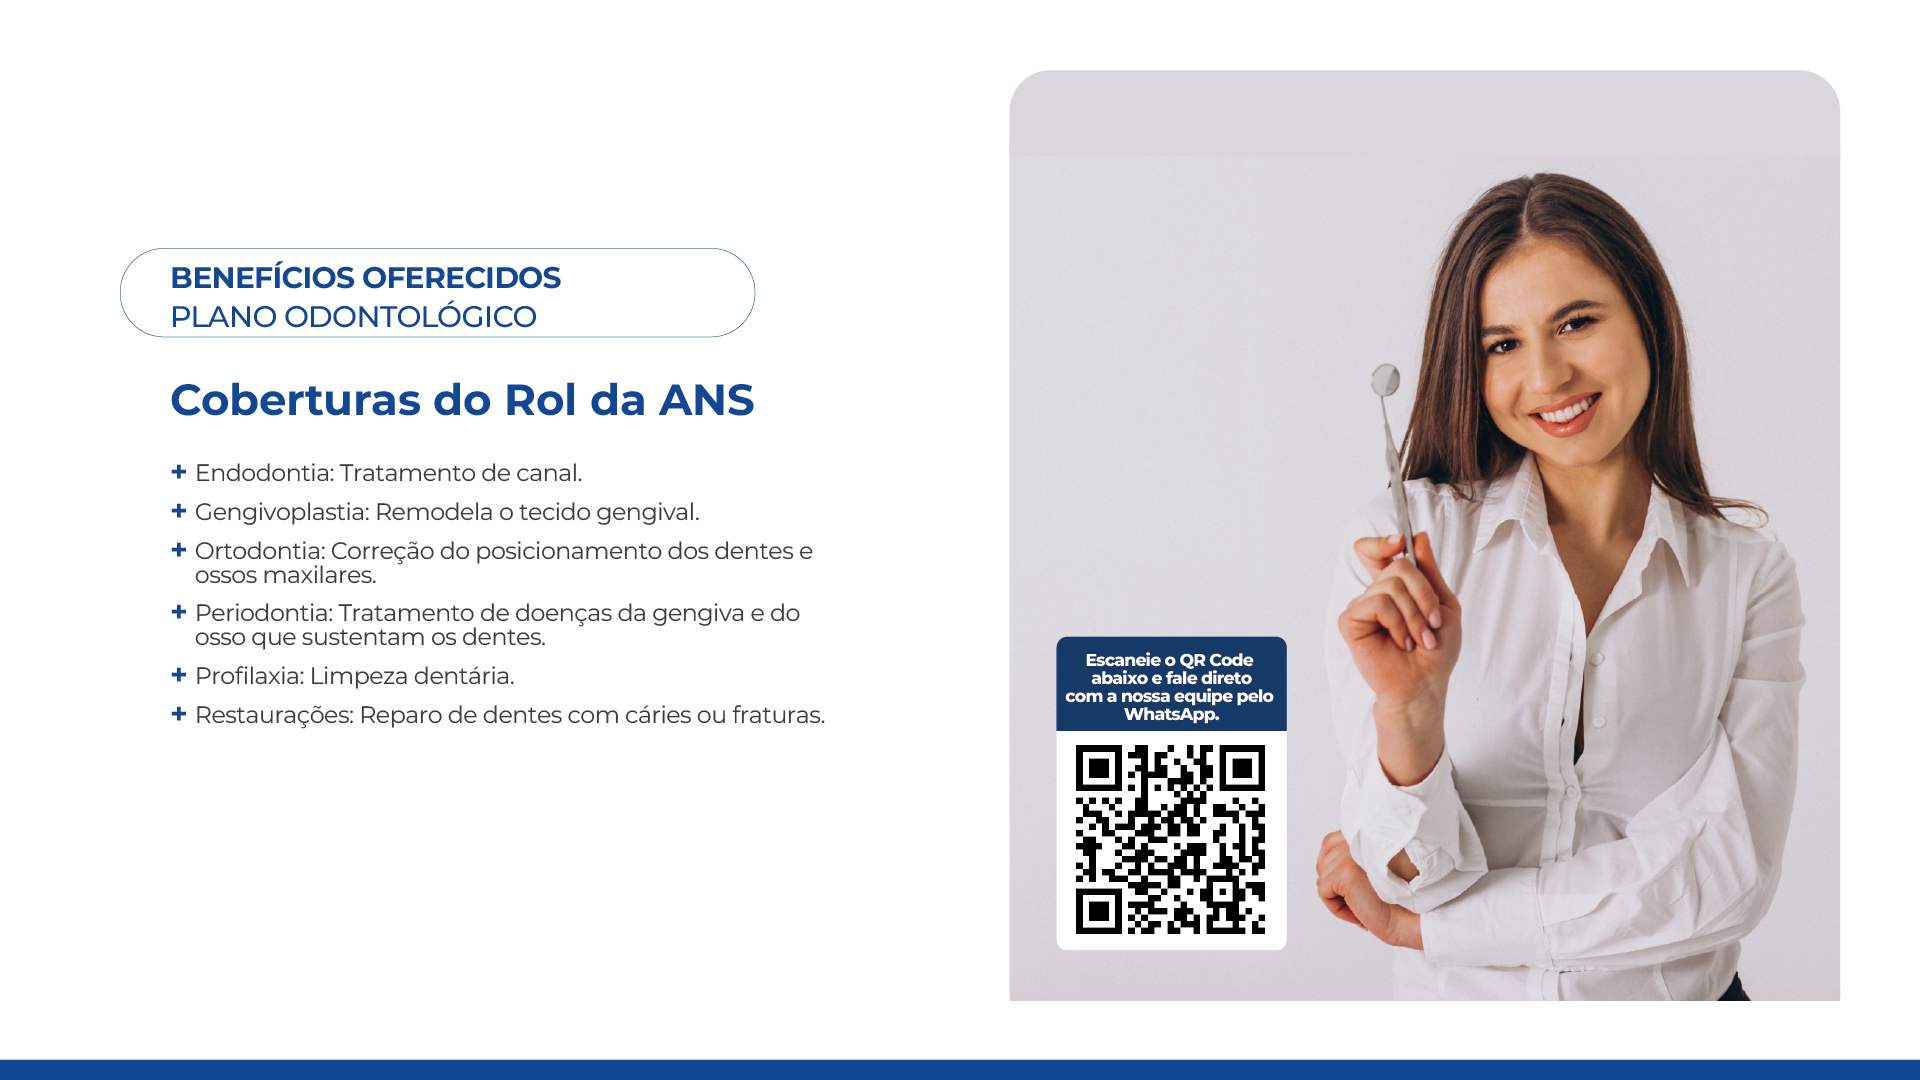 BENEFÍCIOS OFERECIDOS
PLANO ODONTOLÓGICO
Coberturas do Rol da ANS
+ Endodontia: Tratamento de canal.
+ Gengivoplastia: Remodela o tecido gengival.
+ Ortodontia: Correção do posicionamento dos dentes e
ossos maxilares.
+ Periodontia: Tratamento de doenças da gengiva e do
osso que sustentam os dentes.
+ Profilaxia: Limpeza dentária.
+ Restaurações: Reparo de dentes com cáries ou fraturas.
Escaneie o QR Code
abaixo e fale direto
com a nossa equipe pelo
WhatsApp.